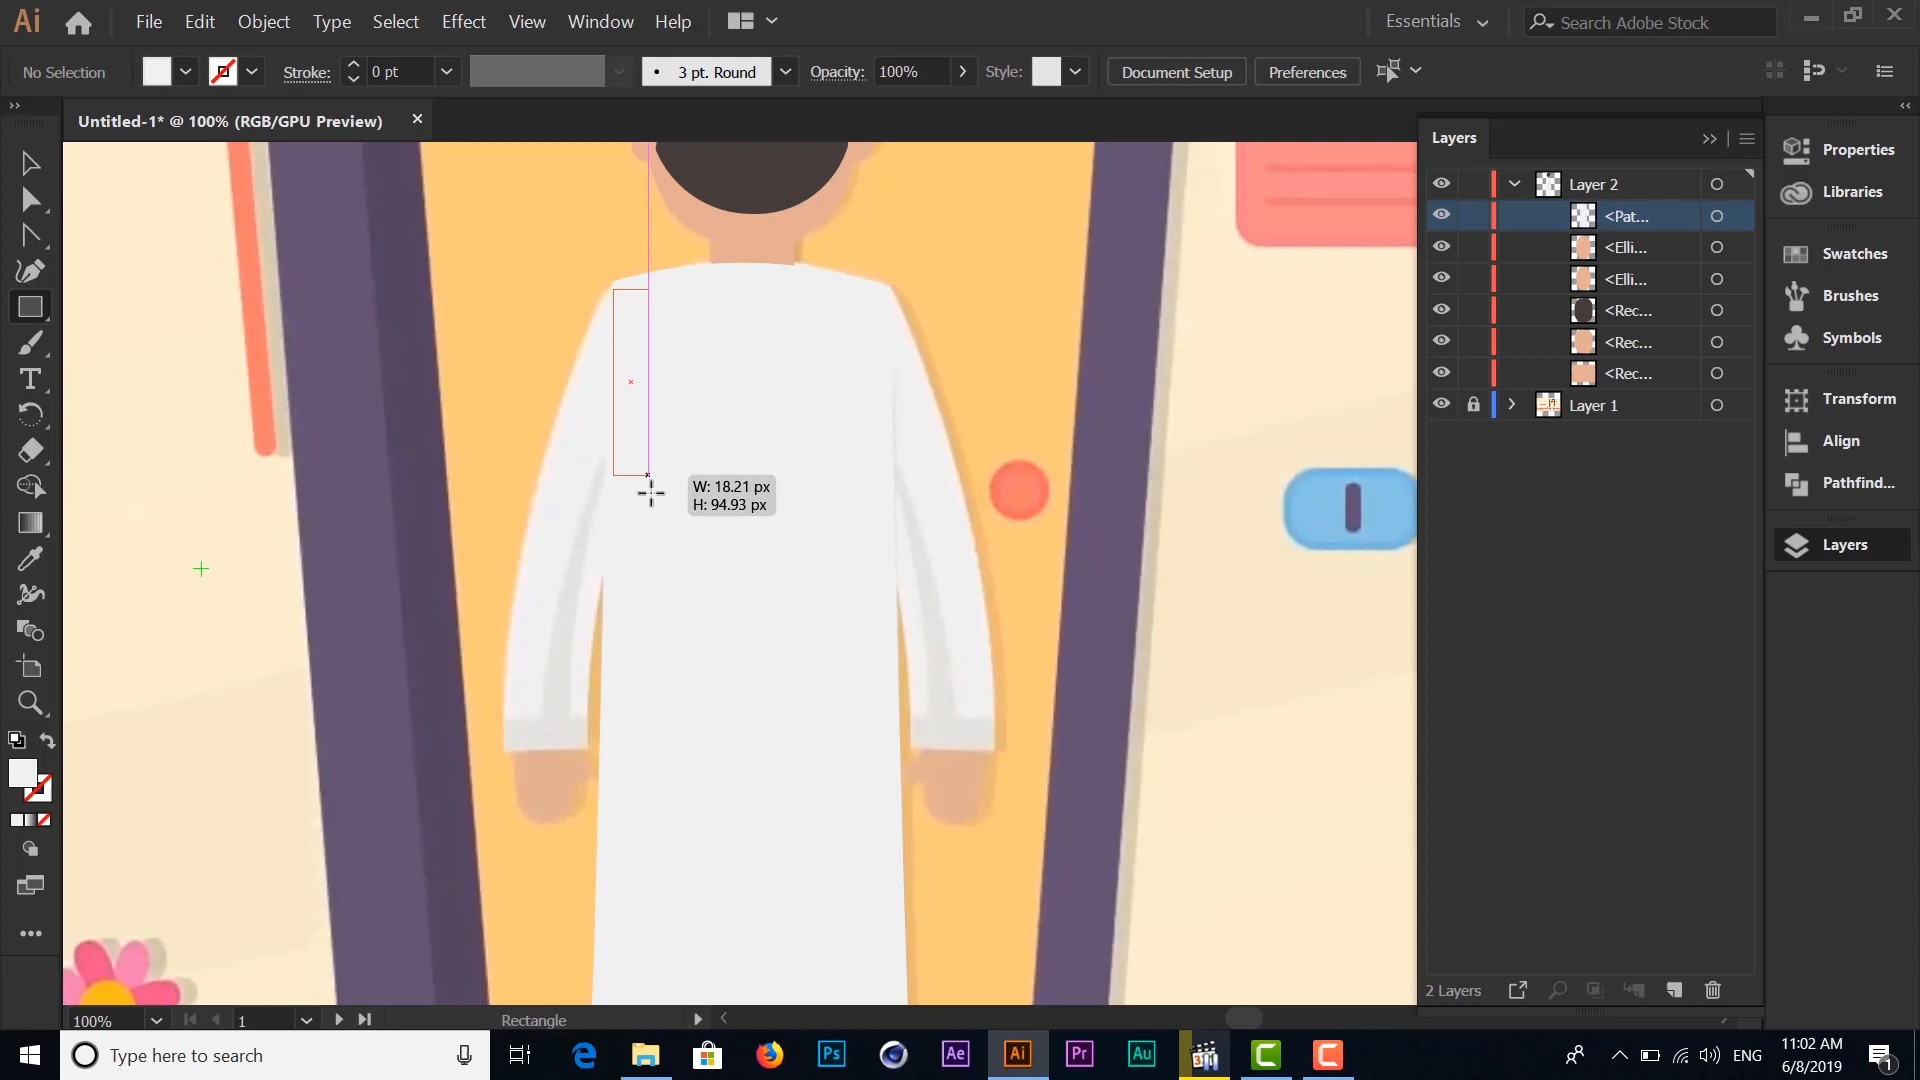 Ai File Edit Object Type Select Effect View Window Help Essentials Search Adobe Stock
No Selection Stroke: 0 pt 3 pt. Round Opacity: 100% Style: Document Setup Preferences
Untitled-1* @ 100% (RGB/GPU Preview)
Layers
Layer 2
<Pat...
<Elli...
<Elli...
<Rec...
<Rec...
<Rec...
Layer 1
2 Layers
Properties
Libraries
Swatches
Brushes
Symbols
Transform
Align
Pathfind...
Layers
W: 18.21 px
H: 94.93 px
100% 1 Rectangle
Type here to search
Ps Ae Ai Pr Au
ENG
11:02 AM
6/8/2019
1